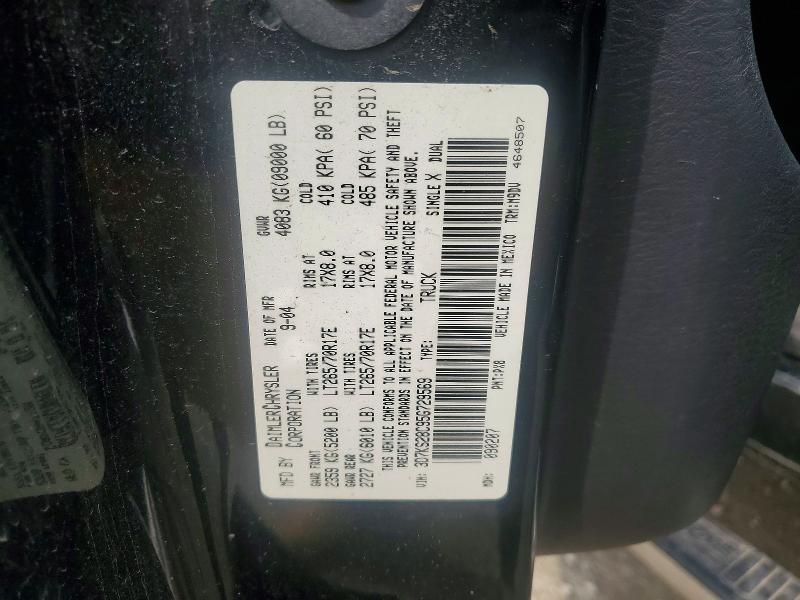 MFD BY DAIMLERCHRYSLER CORPORATION
DATE OF MFR 9-04
GVWR 4083 KG(09000 LB)
GAWR FRONT WITH TIRES RIMS AT COLD
2359 KG(5200 LB) LT265/70R17E 17X8.0 410 KPA( 60 PSI)
GAWR REAR WITH TIRES RIMS AT COLD
2727 KG(6010 LB) LT265/70R17E 17X8.0 485 KPA( 70 PSI)
THIS VEHICLE CONFORMS TO ALL APPLICABLE FEDERAL MOTOR VEHICLE SAFETY AND THEFT
PREVENTION STANDARDS IN EFFECT ON THE DATE OF MANUFACTURE SHOWN ABOVE.
VIN: 3D7KS28C95G729569 TYPE: TRUCK SINGLE X DUAL
MDH: 090207 PNT:PX8 VEHICLE MADE IN MEXICO TRM:M9DV 4648507